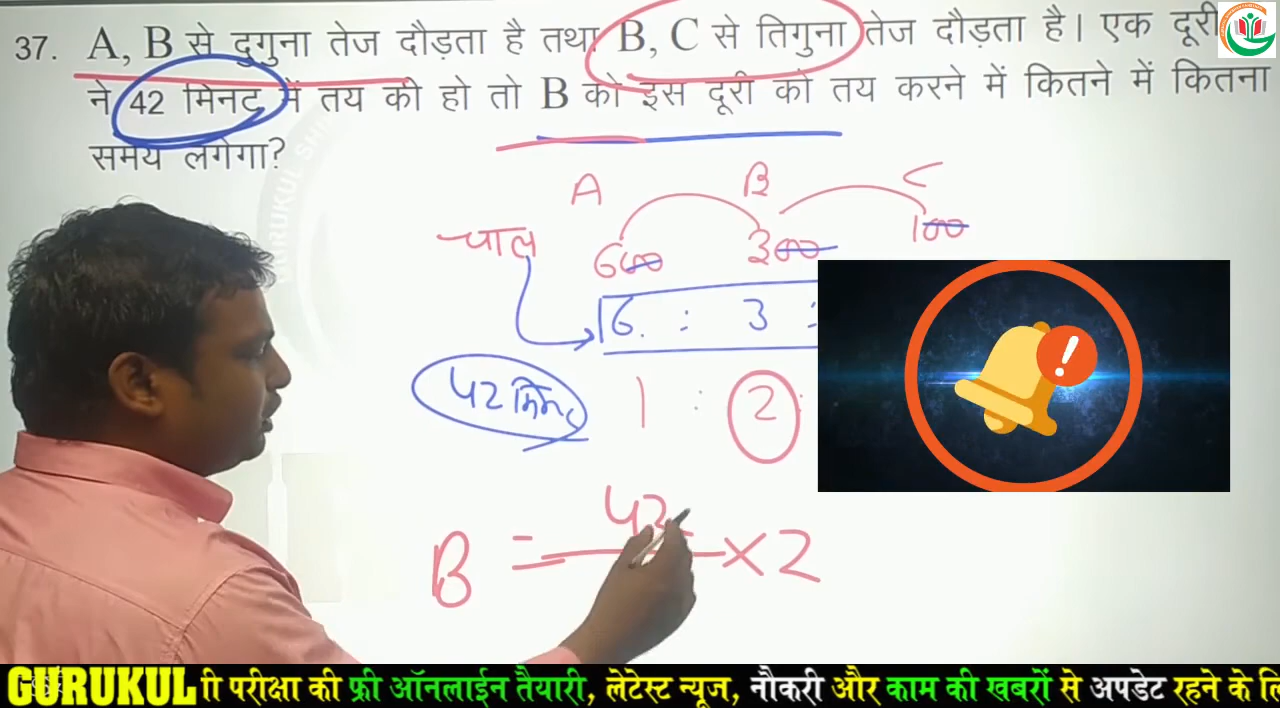 37. A, B से दुगुना तेज दौड़ता है तथा B, C से तिगुना तेज दौड़ता है। एक दूरी
ने 42 मिनट में तय की हो तो B को इस दूरी को तय करने में कितने में कितना
समय लगेगा?
A B C
चाल 600 300 100
6 : 3 :
42 मिनट 1 : 2 :
B = 42 × 2
GURUKUL परीक्षा की फ्री ऑनलाईन तैयारी, लेटेस्ट न्यूज, नौकरी और काम की खबरों से अपडेट रहने के